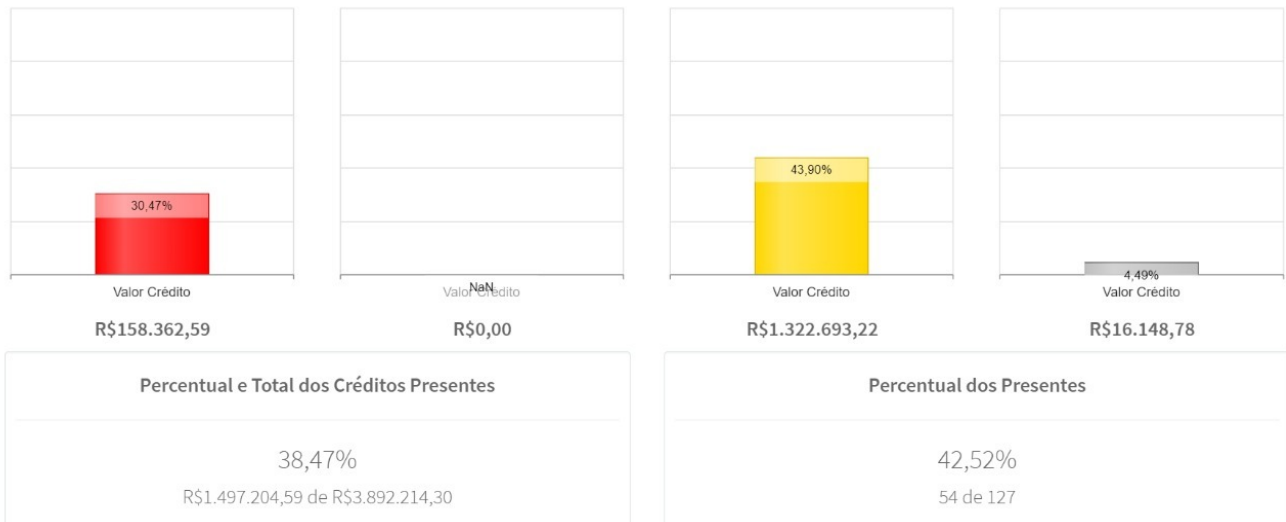 30,47%
NaN
43,90%
4,49%
Valor Crédito
Valor Crédito
Valor Crédito
Valor Crédito
R$158.362,59
R$0,00
R$1.322.693,22
R$16.148,78
Percentual e Total dos Créditos Presentes
38,47%
R$1.497.204,59 de R$3.892.214,30
Percentual dos Presentes
42,52%
54 de 127